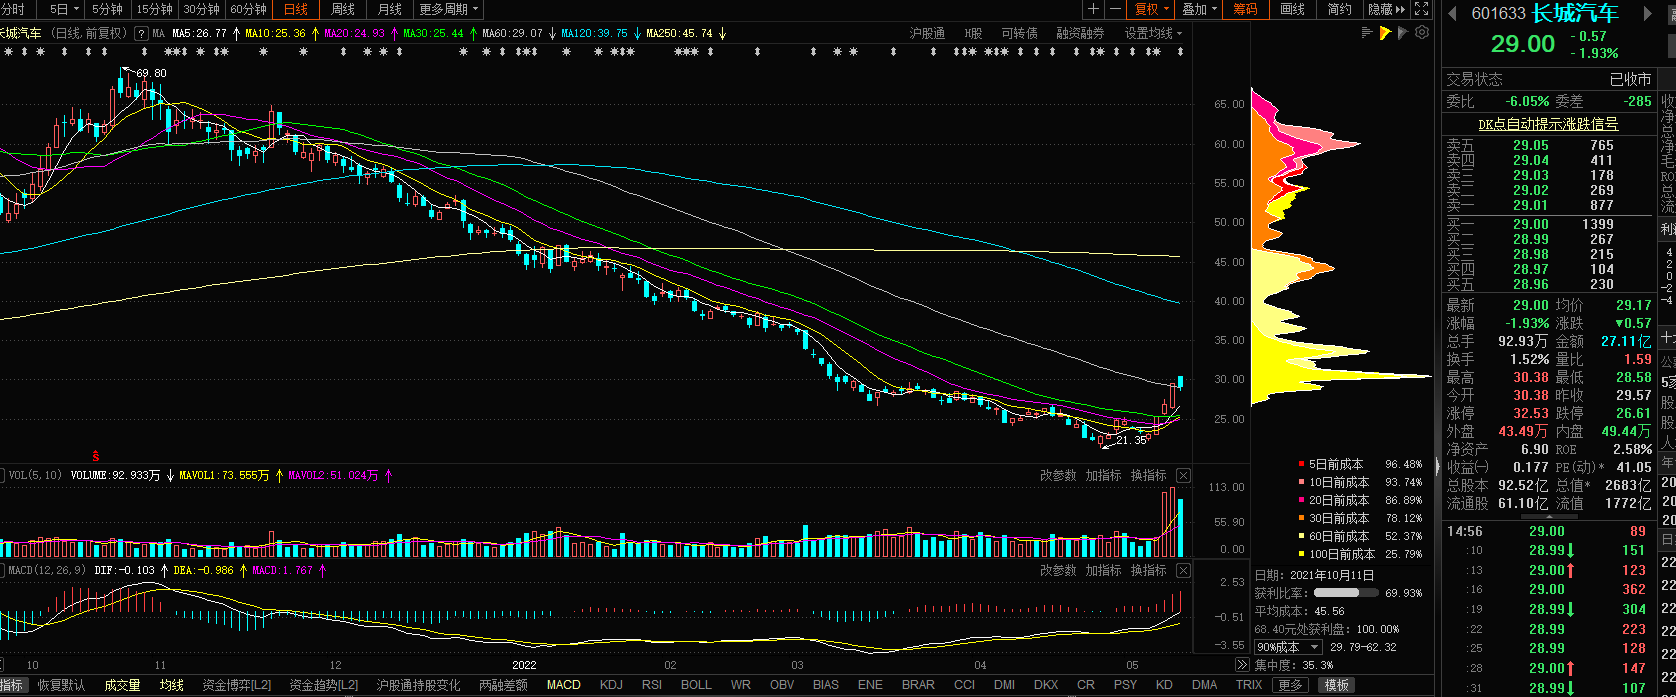 分时 5日 5分钟 15分钟 30分钟 60分钟 日线 周线 月线 更多周期
复权 叠加 筹码 画线 简约 隐藏
601633 长城汽车
29.00 -0.57
-1.93%
长城汽车 (日线,前复权) ? MA MA5:26.77 ↑ MA10:25.36 ↑ MA20:24.93 ↑ MA30:25.44 ↑ MA60:29.07 ↓ MA120:39.75 ↓ MA250:45.74 ↓
沪股通 H股 可转债 融资融券 设置均线
69.80
21.35
65.00
60.00
55.00
50.00
45.00
40.00
35.00
30.00
25.00
VOL(5,10) VOLUME:92.933万 ↓ MAVOL1:73.555万 ↑ MAVOL2:51.024万 ↑
改参数 加指标 换指标
113.00
55.90
0.00
MACD(12,26,9) DIF:-0.103 ↑ DEA:-0.986 ↑ MACD:1.767 ↑
改参数 加指标 换指标
2.53
-0.51
-3.55
10 11 12 2022 02 03 04 05
指标 恢复默认 成交量 均线 资金博弈[L2] 资金趋势[L2] 沪股通持股变化 两融差额 MACD KDJ RSI BOLL WR OBV BIAS ENE BRAR CCI DMI DKX CR PSY KD DMA TRIX 更多 模板
5日前成本 96.48%
10日前成本 93.74%
20日前成本 86.89%
30日前成本 78.12%
60日前成本 52.37%
100日前成本 25.79%
日期: 2021年10月11日
获利比率: 69.93%
平均成本: 45.56
68.40元处获利盘: 100.00%
90%成本 29.79-62.32
集中度: 35.3%
交易状态 已收市
委比 -6.05% 委差 -285
DK点自动提示涨跌信号
卖五 29.05 765
卖四 29.04 411
卖三 29.03 178
卖二 29.02 269
卖一 29.01 877
买一 29.00 1399
买二 28.99 267
买三 28.98 215
买四 28.97 104
买五 28.96 230
最新 29.00 均价 29.17
涨幅 -1.93% 涨跌 ▼0.57
总手 92.93万 金额 27.11亿
换手 1.52% 量比 1.59
最高 30.38 最低 28.58
今开 30.38 昨收 29.57
涨停 32.53 跌停 26.61
外盘 43.49万 内盘 49.44万
净资产 6.90 ROE 2.58%
收益(一) 0.177 PE(动)* 41.05
总股本 92.52亿 总值* 2683亿
流通股 61.10亿 流值 1772亿
14:56 29.00 89
:10 28.99↓ 151
:13 29.00↑ 123
:16 29.00 362
:19 28.99↓ 304
:22 28.99 223
:25 28.99 128
:28 29.00↑ 147
:31 28.99↓ 107